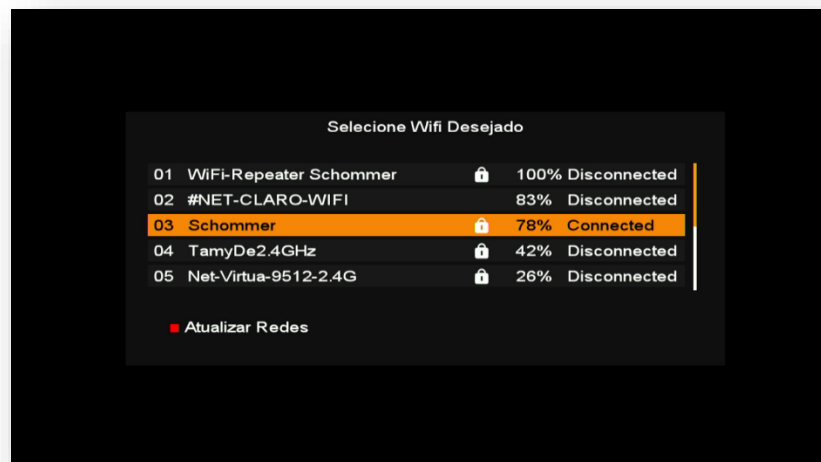 Selecione Wifi Desejado
01 WiFi-Repeater Schommer 100% Disconnected
02 #NET-CLARO-WIFI 83% Disconnected
03 Schommer 78% Connected
04 TamyDe2.4GHz 42% Disconnected
05 Net-Virtua-9512-2.4G 26% Disconnected
Atualizar Redes